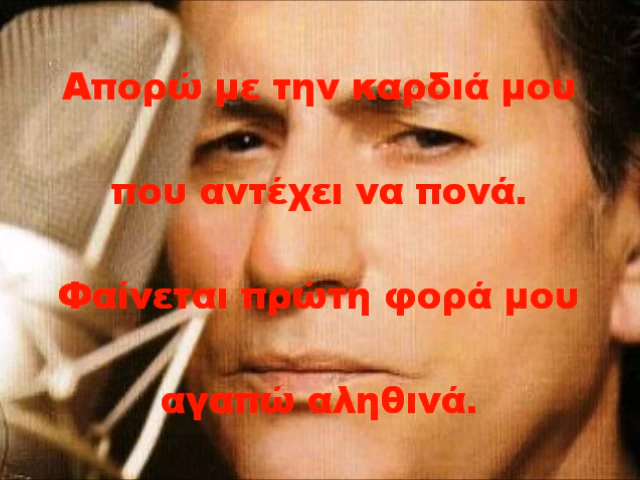 Απορώ με την καρδιά μου
που αντέχει να πονά.
Φαίνεται πρώτη φορά μου
αγαπώ αληθινά.